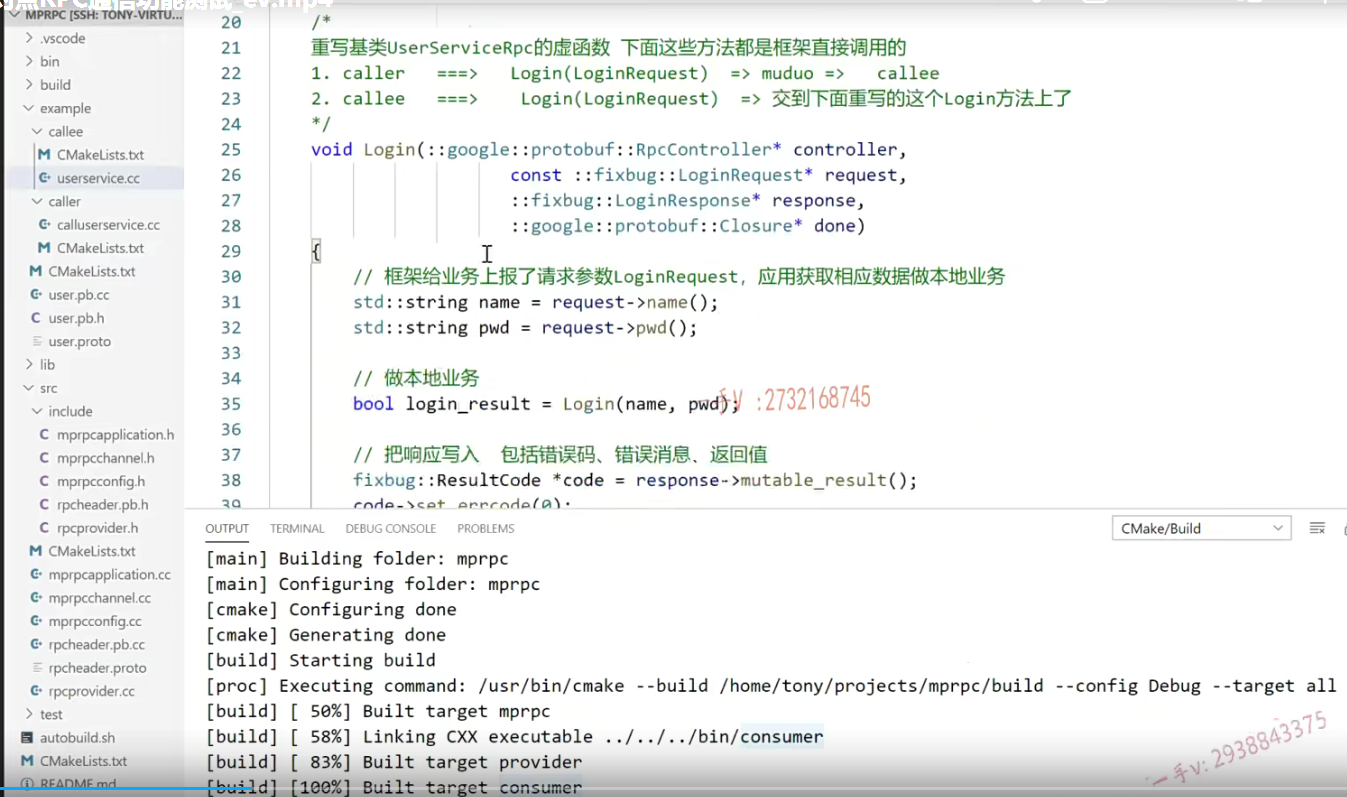 点RPC通信功能测试_ev.mp4
MPRPC [SSH: TONY-VIRTU...
.vscode
bin
build
example
callee
CMakeLists.txt
userservice.cc
caller
calluserservice.cc
CMakeLists.txt
CMakeLists.txt
user.pb.cc
user.pb.h
user.proto
lib
src
include
mprpcapplication.h
mprpcchannel.h
mprpcconfig.h
rpcheader.pb.h
rpcprovider.h
CMakeLists.txt
mprpcapplication.cc
mprpcchannel.cc
mprpcconfig.cc
rpcheader.pb.cc
rpcheader.proto
rpcprovider.cc
test
autobuild.sh
CMakeLists.txt
README.md
20 /*
21 重写基类UserServiceRpc的虚函数 下面这些方法都是框架直接调用的
22 1. caller ===> Login(LoginRequest) => muduo => callee
23 2. callee ===> Login(LoginRequest) => 交到下面重写的这个Login方法上了
24 */
25 void Login(::google::protobuf::RpcController* controller,
26 const ::fixbug::LoginRequest* request,
27 ::fixbug::LoginResponse* response,
28 ::google::protobuf::Closure* done)
29 {
30 // 框架给业务上报了请求参数LoginRequest，应用获取相应数据做本地业务
31 std::string name = request->name();
32 std::string pwd = request->pwd();
33
34 // 做本地业务
35 bool login_result = Login(name, pwd);
一手V :2732168745
36
37 // 把响应写入 包括错误码、错误消息、返回值
38 fixbug::ResultCode *code = response->mutable_result();
39 code->set_errcode(0);
OUTPUT TERMINAL DEBUG CONSOLE PROBLEMS
CMake/Build
[main] Building folder: mprpc
[main] Configuring folder: mprpc
[cmake] Configuring done
[cmake] Generating done
[build] Starting build
[proc] Executing command: /usr/bin/cmake --build /home/tony/projects/mprpc/build --config Debug --target all
[build] [ 50%] Built target mprpc
[build] [ 58%] Linking CXX executable ../../../bin/consumer
[build] [ 83%] Built target provider
[build] [100%] Built target consumer
一手v: 2938843375